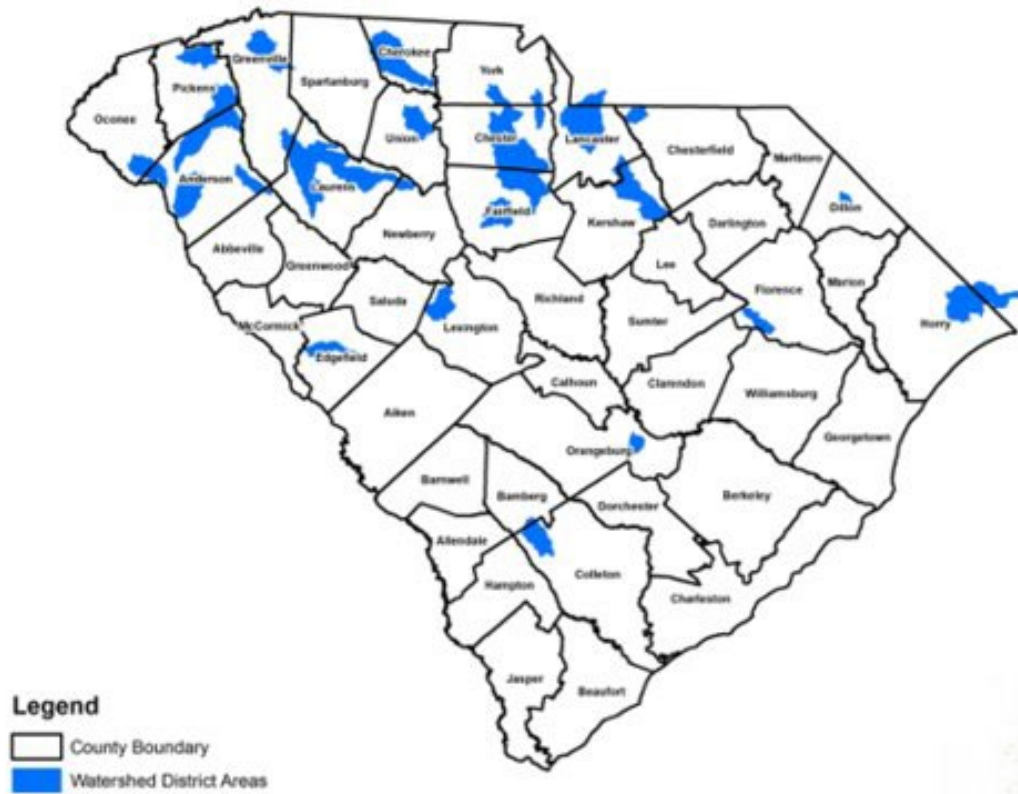 Cherokee
Greenville
York
Spartanburg
Pickens
Oconee
Union
Chester
Lancaster
Chesterfield
Marlboro
Anderson
Laurens
Dillon
Fairfield
Kershaw
Darlington
Newberry
Abbeville
Greenwood
Lee
Florence
Marion
Saluda
Richland
Horry
McCormick
Lexington
Sumter
Edgefield
Calhoun
Clarendon
Williamsburg
Aiken
Georgetown
Orangeburg
Barnwell
Bamberg
Berkeley
Dorchester
Allendale
Colleton
Hampton
Charleston
Jasper
Beaufort
Legend
County Boundary
Watershed District Areas